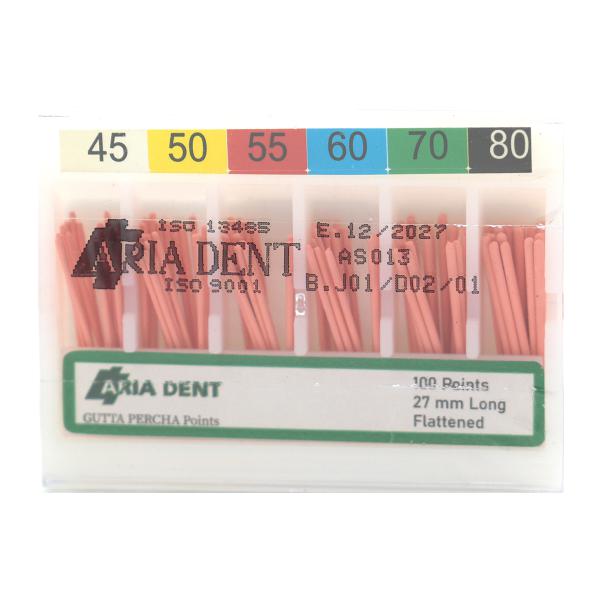 45 50 55 60 70 80
ISO 13485
ARIA DENT
ISO 9001
E.12/2027
AS013
B.J01/D02/01
ARIA DENT
GUTTA PERCHA Points
100 Points
27 mm Long
Flattened